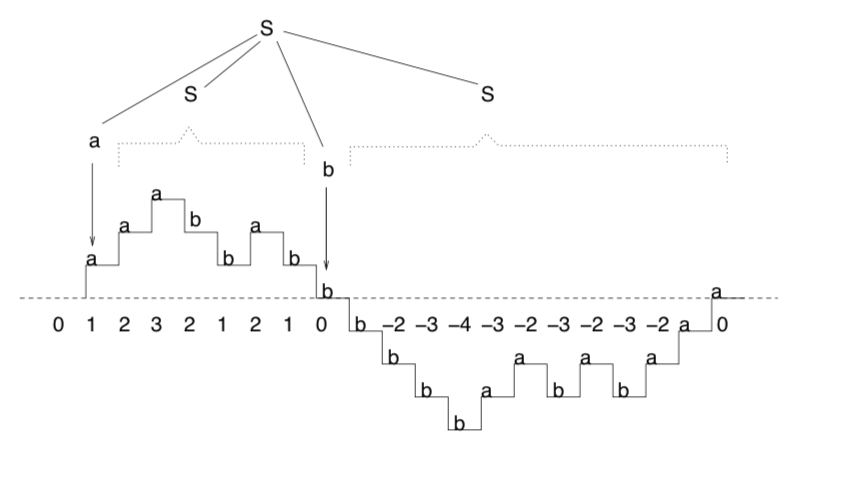 S
S S
a
b
a
a b a
a b b
b a
0 1 2 3 2 1 2 1 0 b −2 −3 −4 −3 −2 −3 −2 −3 −2 a 0
b a a a
b a b b
b